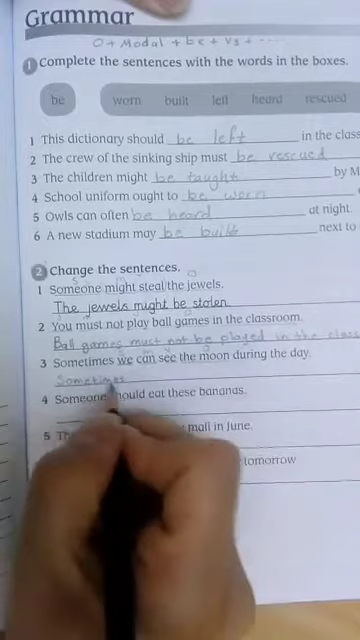 Grammar
O + Modal + be + V3 + ....
1 Complete the sentences with the words in the boxes.
be worn built left heard rescued
1 This dictionary should be left in the class
2 The crew of the sinking ship must be rescued
3 The children might be taught by M
4 School uniform ought to be worn
5 Owls can often be heard at night.
6 A new stadium may be built next to
2 Change the sentences.
1 Someone might steal the jewels.
The jewels might be stolen.
2 You must not play ball games in the classroom.
Ball games must not be played in the class
3 Sometimes we can see the moon during the day.
Sometimes
4 Someone should eat these bananas.
5 Th mall in June.
tomorrow